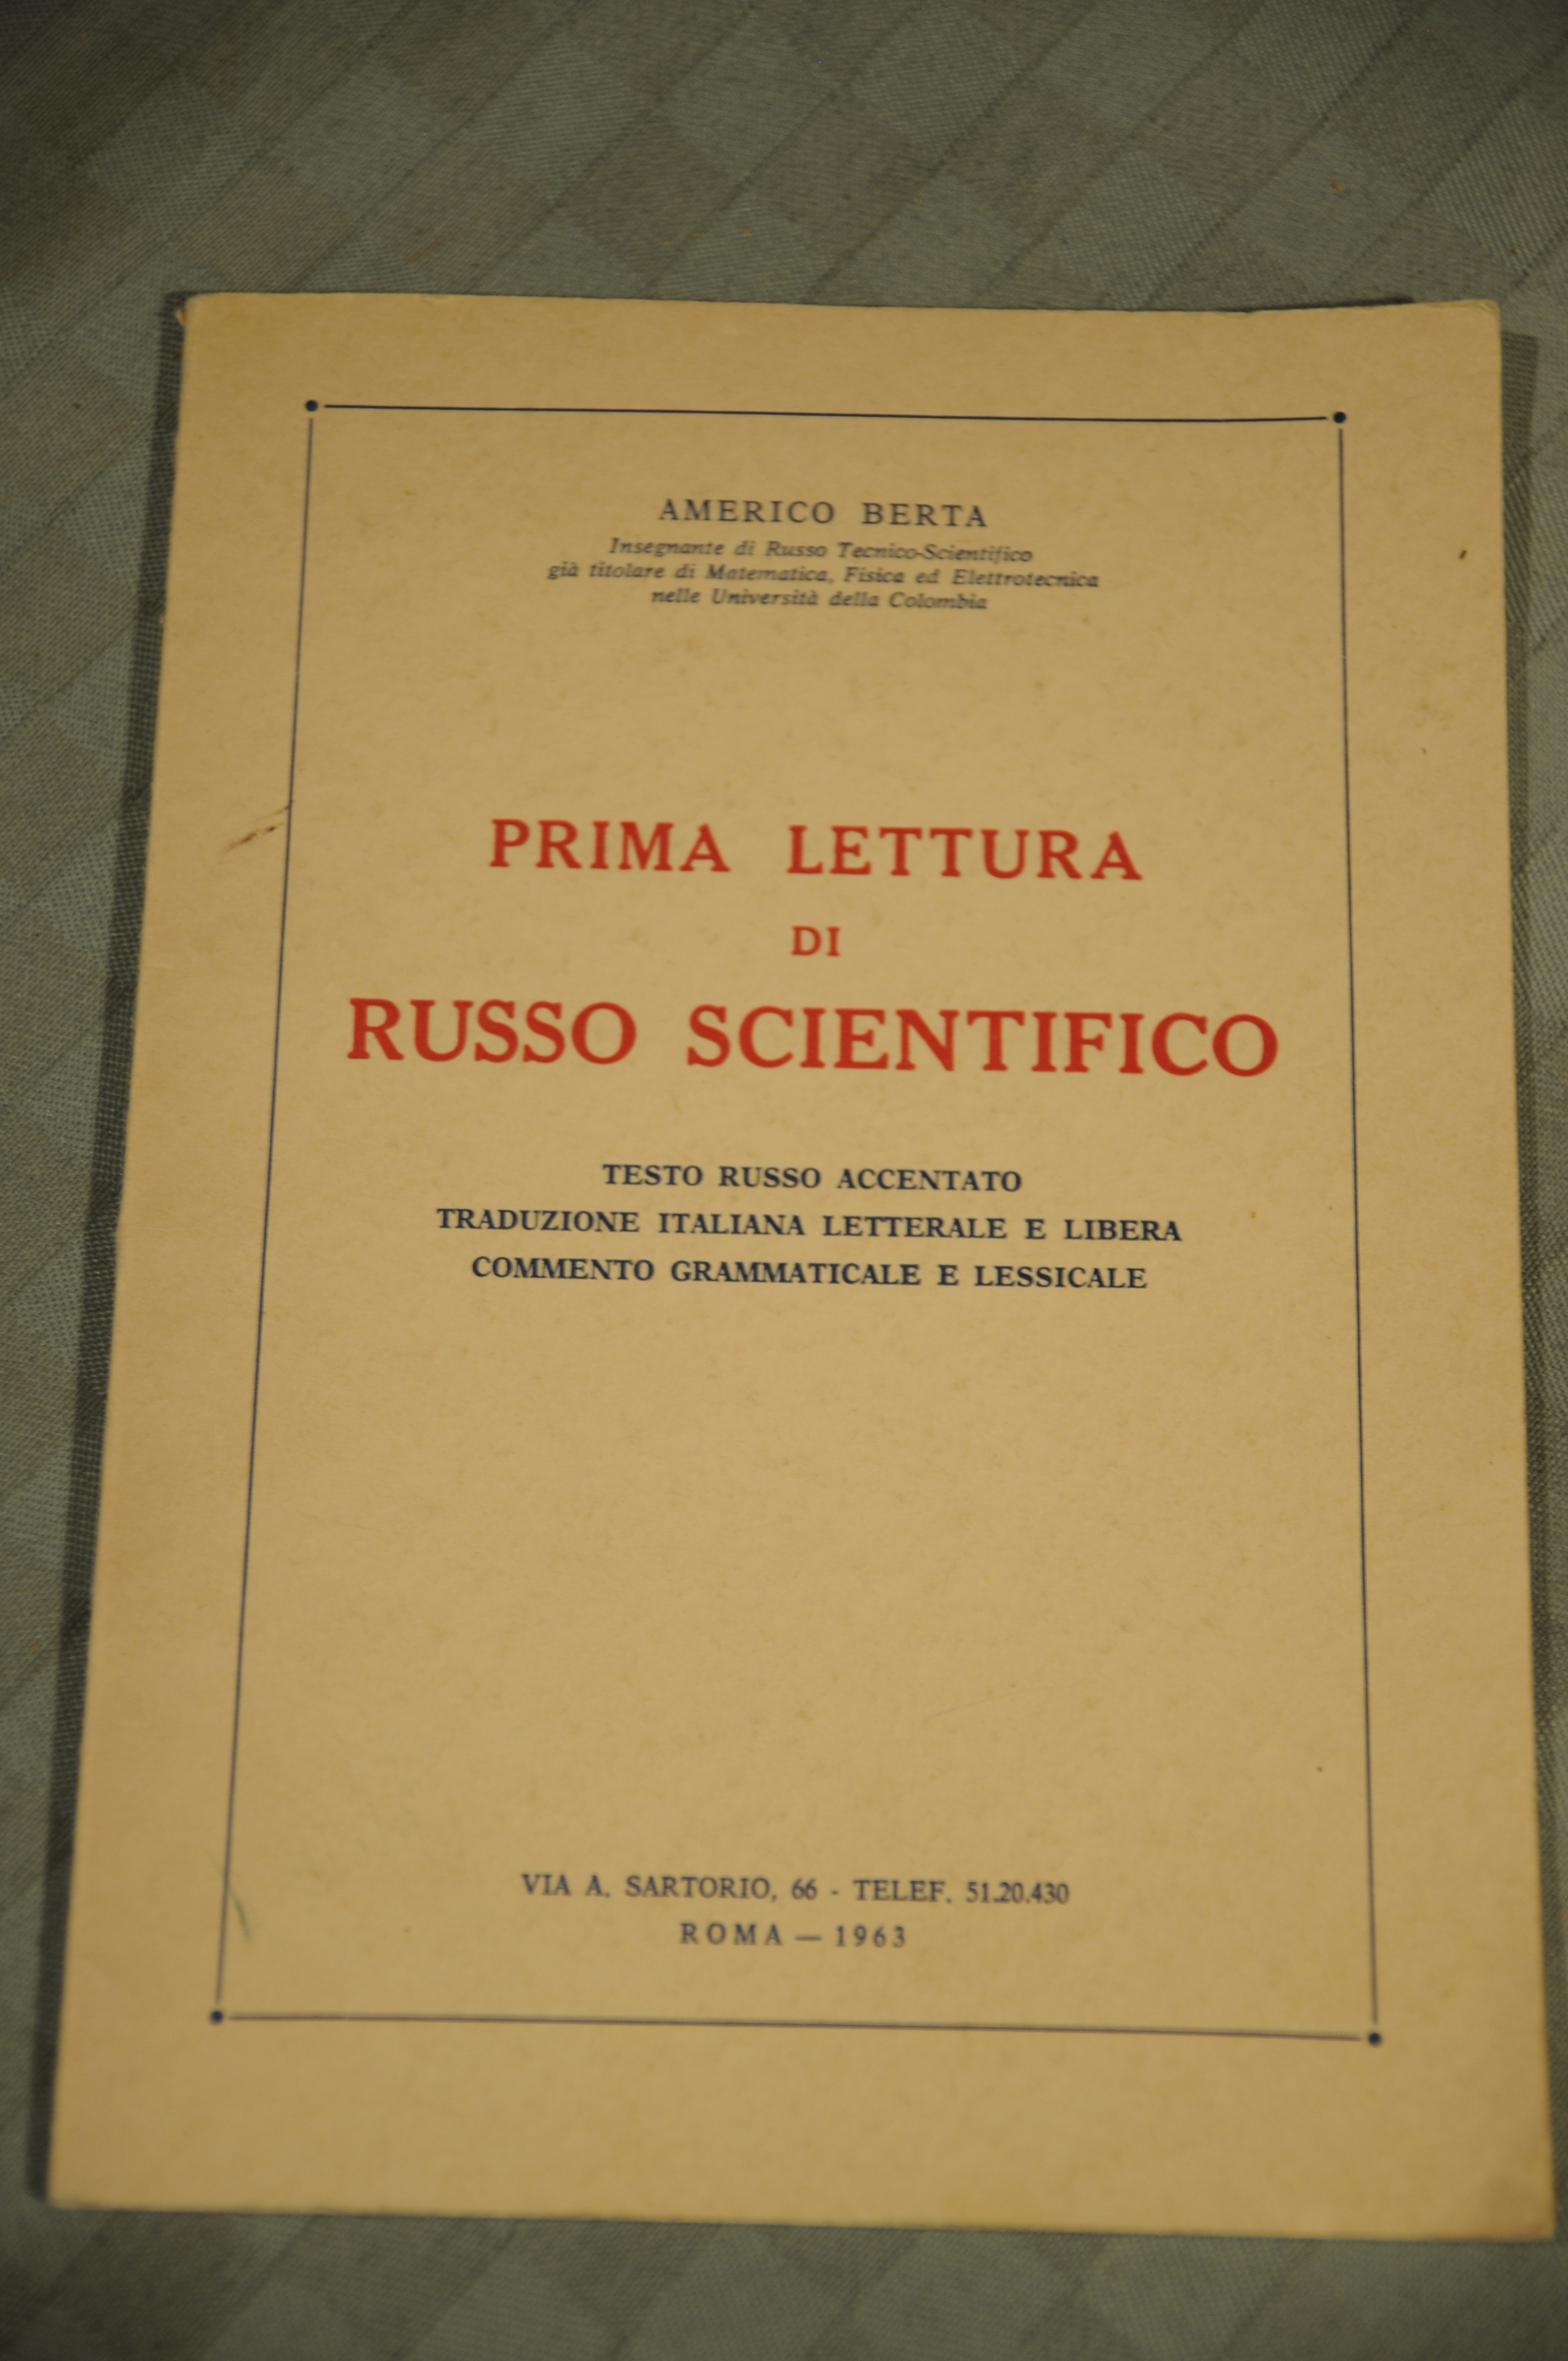 AMERICO BERTA
Insegnante di Russo Tecnico-Scientifico
già titolare di Matematica, Fisica ed Elettrotecnica
nelle Università della Colombia
PRIMA LETTURA
DI
RUSSO SCIENTIFICO
TESTO RUSSO ACCENTATO
TRADUZIONE ITALIANA LETTERALE E LIBERA
COMMENTO GRAMMATICALE E LESSICALE
VIA A. SARTORIO, 66 - TELEF. 51.20.430
ROMA — 1963